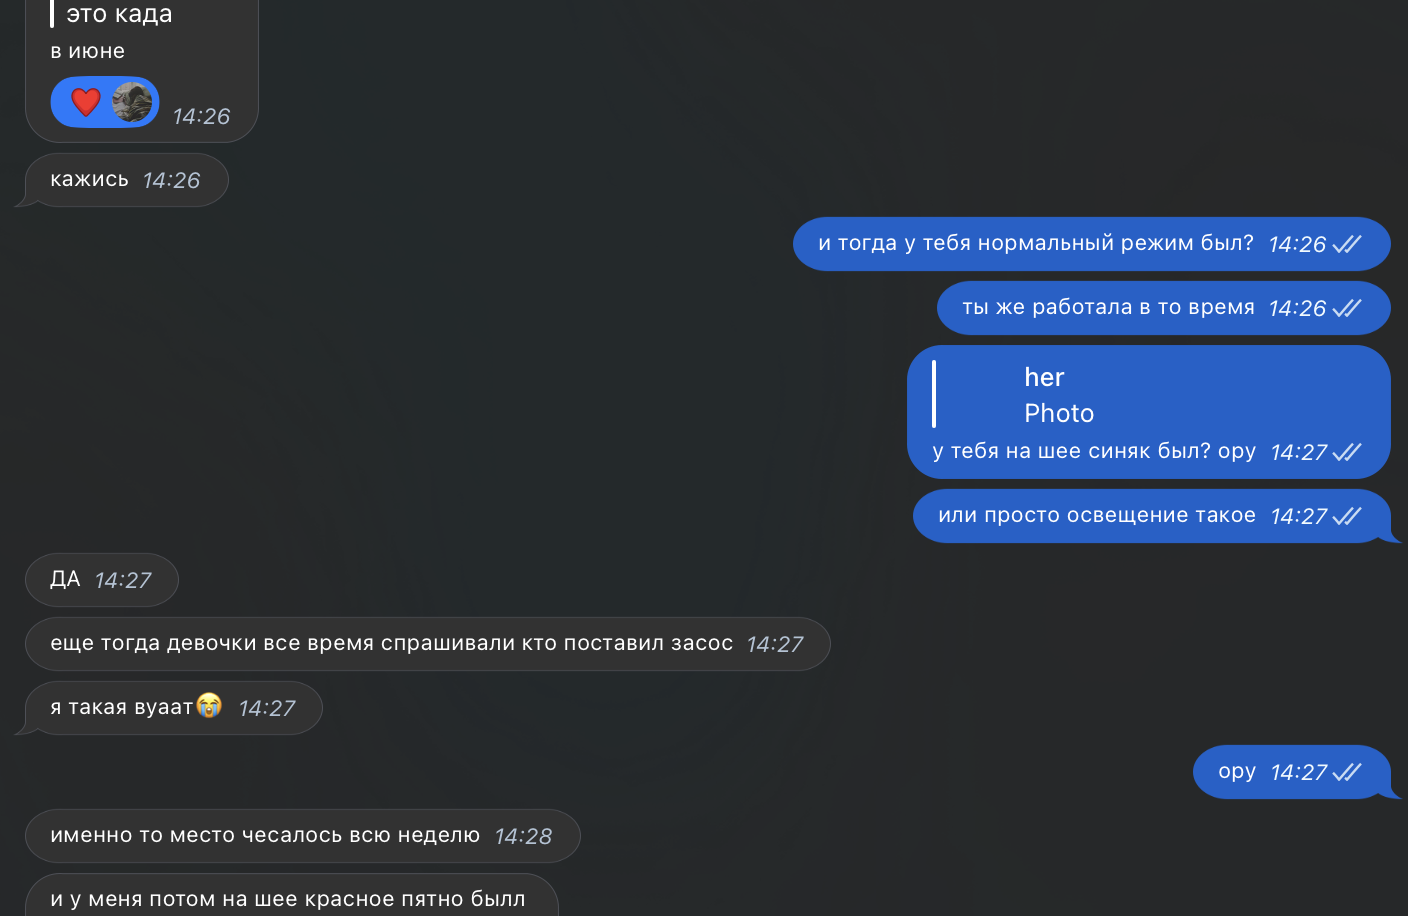 это када
в июне
❤️ 14:26
кажись 14:26
и тогда у тебя нормальный режим был? 14:26
ты же работала в то время 14:26
her
Photo
у тебя на шее синяк был? ору 14:27
или просто освещение такое 14:27
ДА 14:27
еще тогда девочки все время спрашивали кто поставил засос 14:27
я такая вуаат😭 14:27
ору 14:27
именно то место чесалось всю неделю 14:28
и у меня потом на шее красное пятно былл